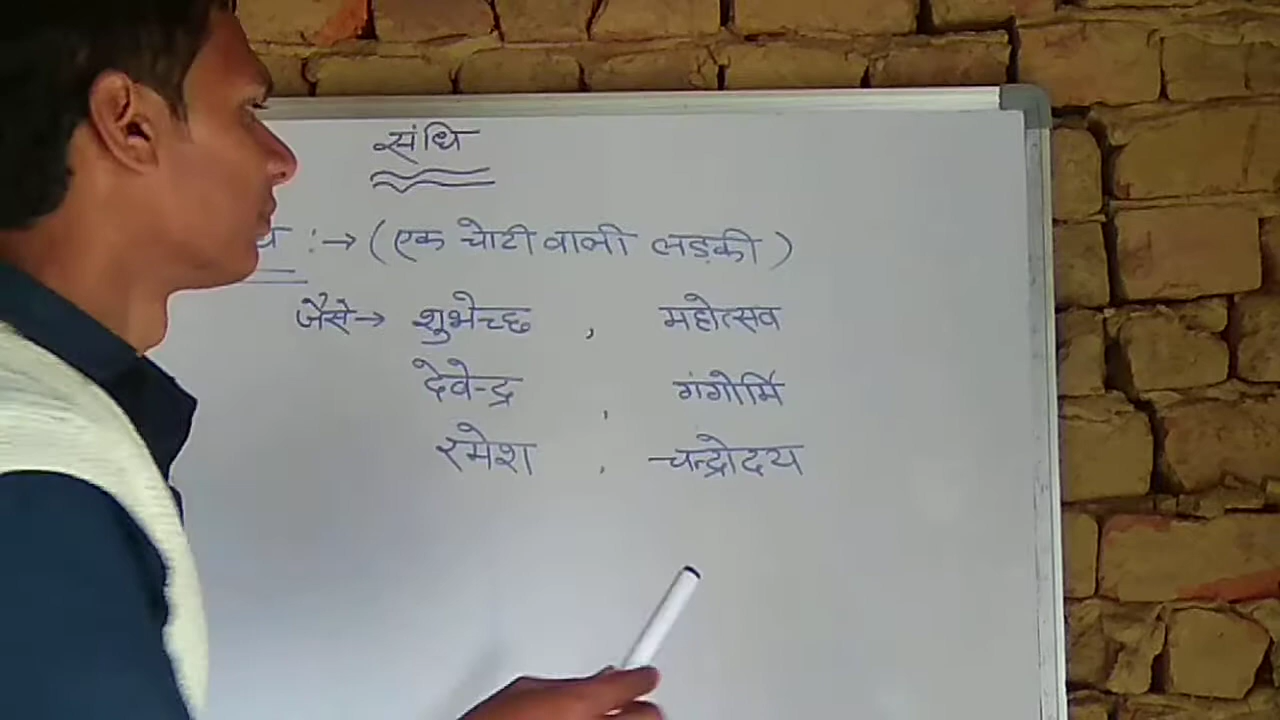 संधि
:→ (एक चोटी वाली लड़की)
जैसे→ शुभेच्छ , महोत्सव
देवेन्द्र , गंगोर्मि
रमेश , चन्द्रोदय